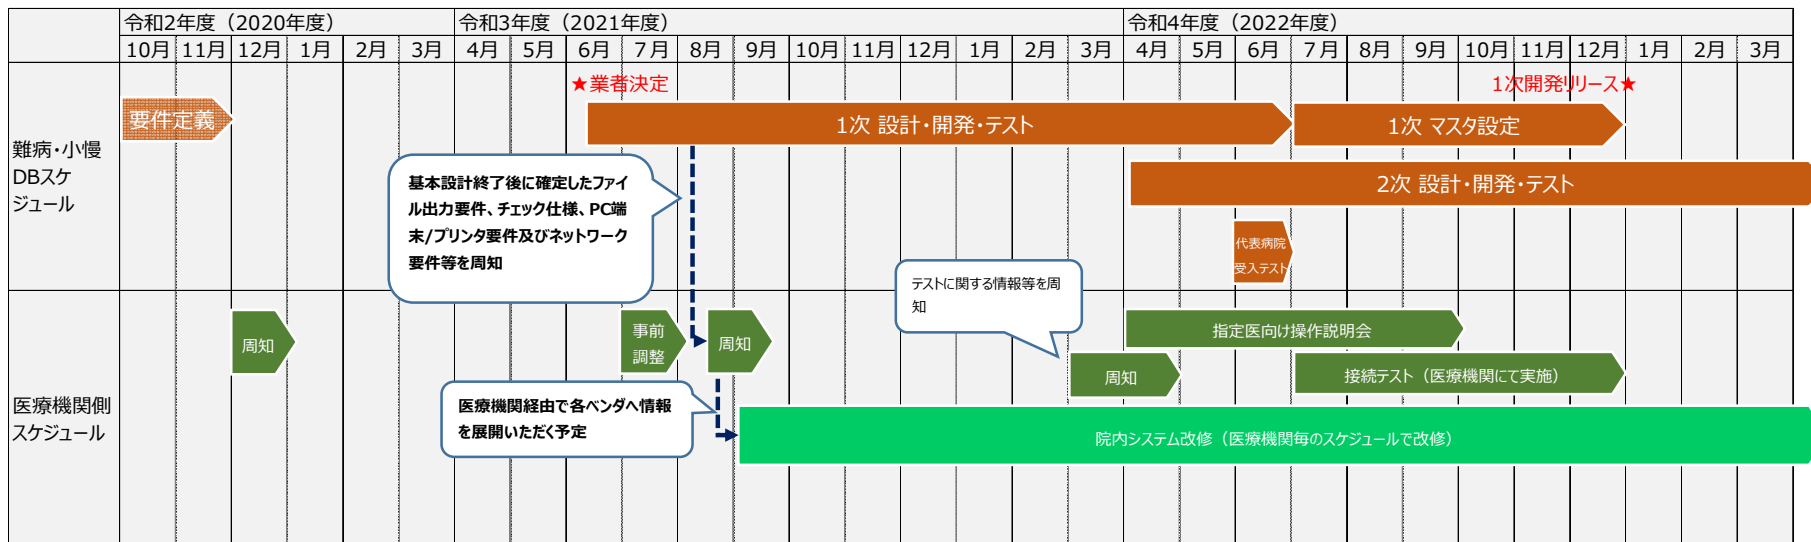 令和2年度（2020年度）
令和3年度（2021年度）
令和4年度（2022年度）
10月 11月 12月 1月 2月 3月 4月 5月 6月 7月 8月 9月 10月 11月 12月 1月 2月 3月 4月 5月 6月 7月 8月 9月 10月 11月 12月 1月 2月 3月
難病・小慢
DBスケ
ジュール
★業者決定
1次開発リリース★
要件定義
1次 設計・開発・テスト
1次 マスタ設定
2次 設計・開発・テスト
代表病院
受入テスト
基本設計終了後に確定したファイ
ル出力要件、チェック仕様、PC端
末/プリンタ要件及びネットワーク
要件等を周知
テストに関する情報等を周
知
医療機関側
スケジュール
周知
事前
調整
周知
指定医向け操作説明会
周知
接続テスト（医療機関にて実施）
医療機関経由で各ベンダへ情報
を展開いただく予定
院内システム改修（医療機関毎のスケジュールで改修）